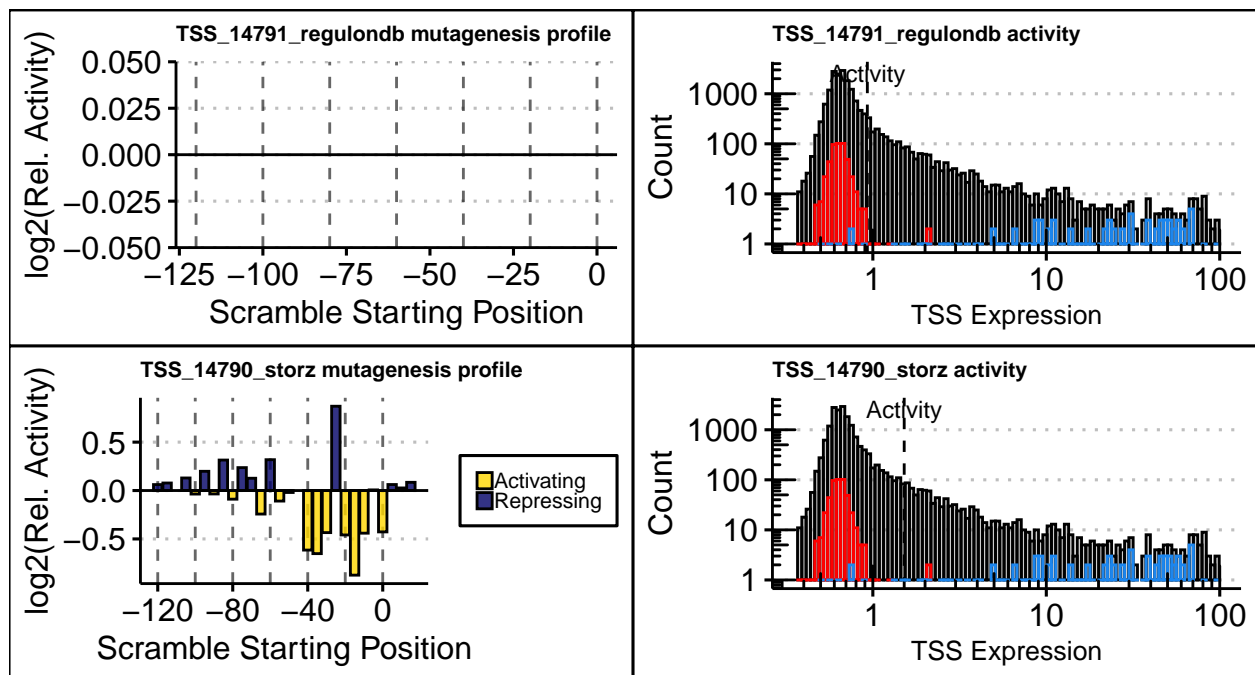 TSS_14791_regulondb mutagenesis profile
log2(Rel. Activity)
0.050
0.025
0.000
−0.025
−0.050
−125 −100 −75 −50 −25 0
Scramble Starting Position
TSS_14791_regulondb activity
Activity
Count
1000
100
10
1
1 10 100
TSS Expression
TSS_14790_storz mutagenesis profile
log2(Rel. Activity)
0.5
0.0
−0.5
−120 −80 −40 0
Scramble Starting Position
Activating
Repressing
TSS_14790_storz activity
Activity
Count
1000
100
10
1
1 10 100
TSS Expression